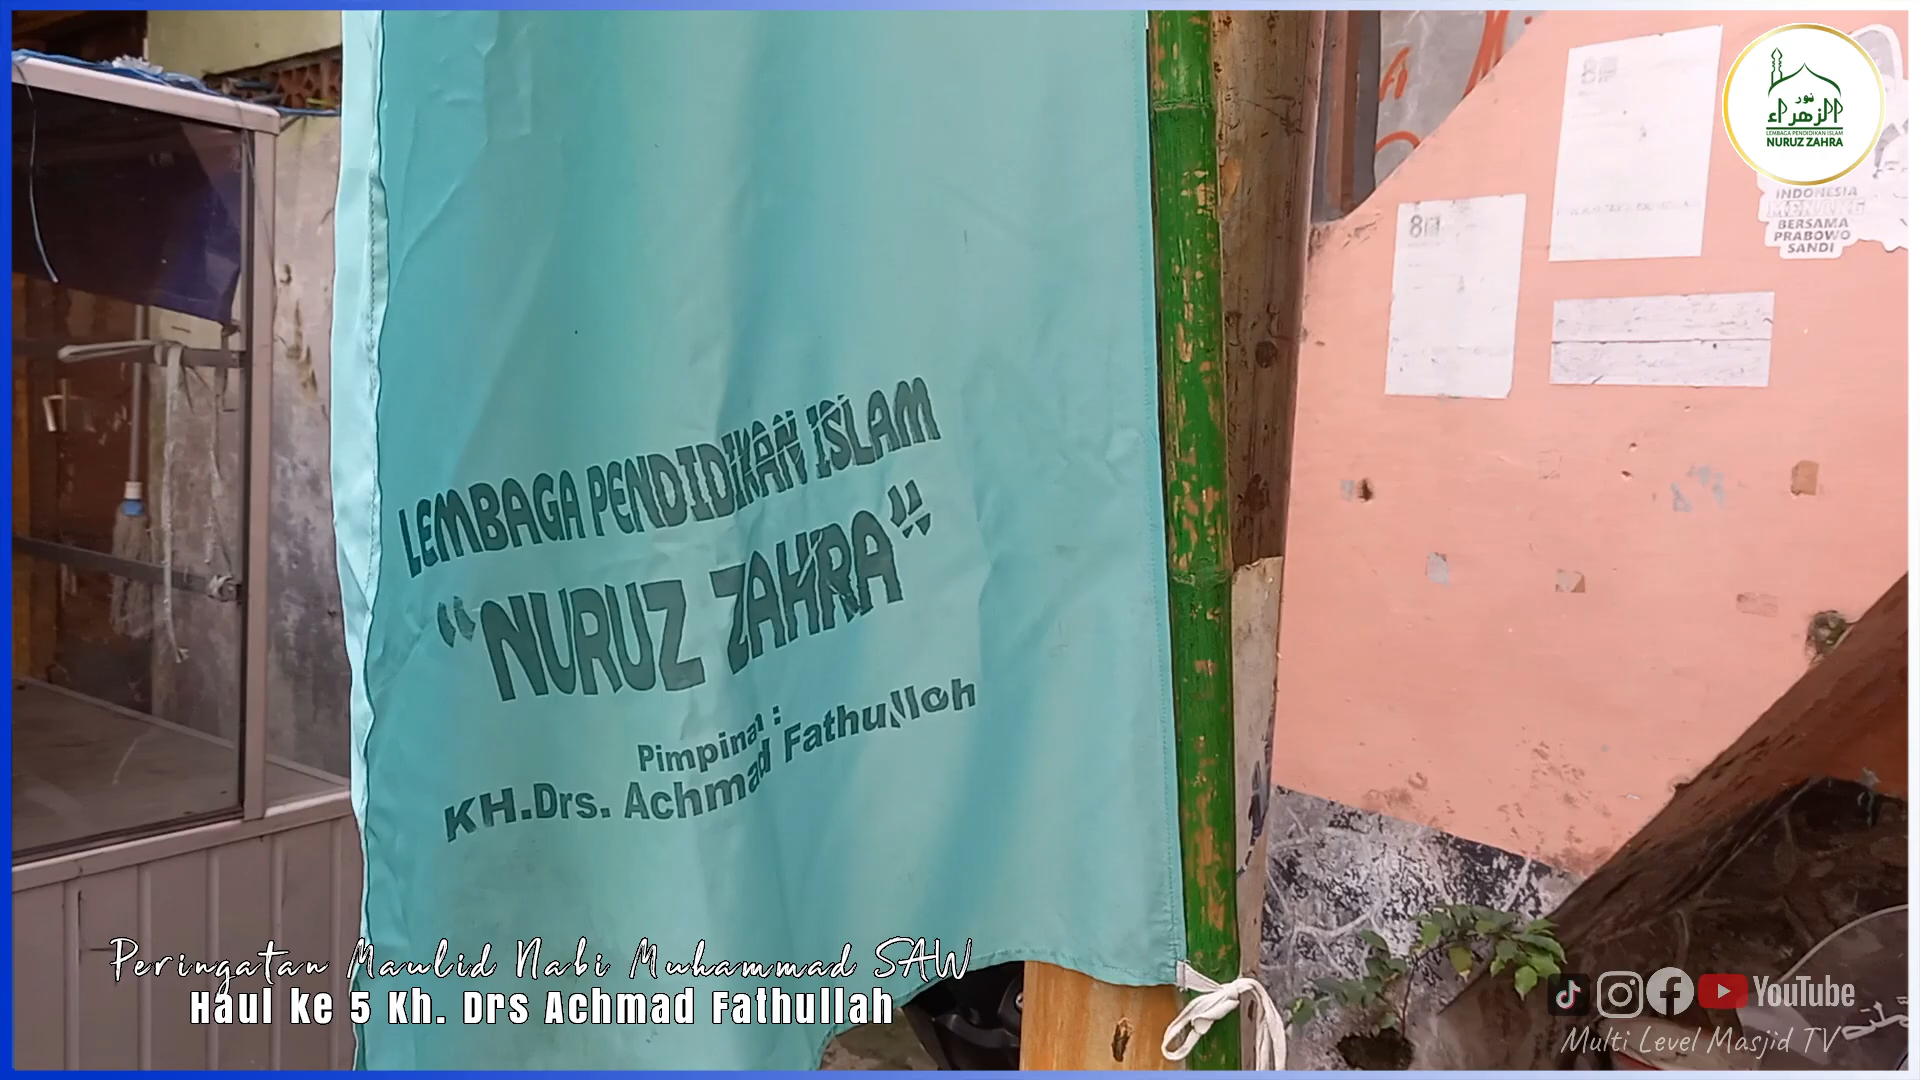 LEMBAGA PENDIDIKAN ISLAM
"NURUZ ZAHRA"
Pimpinan :
KH.Drs. Achmad Fathulloh
نور
الزهراء
LEMBAGA PENDIDIKAN ISLAM
NURUZ ZAHRA
INDONESIA
MENANG
BERSAMA
PRABOWO
SANDI
Peringatan Maulid Nabi Muhammad SAW
Haul ke 5 Kh. Drs Achmad Fathullah
YouTube
Multi Level Masjid TV